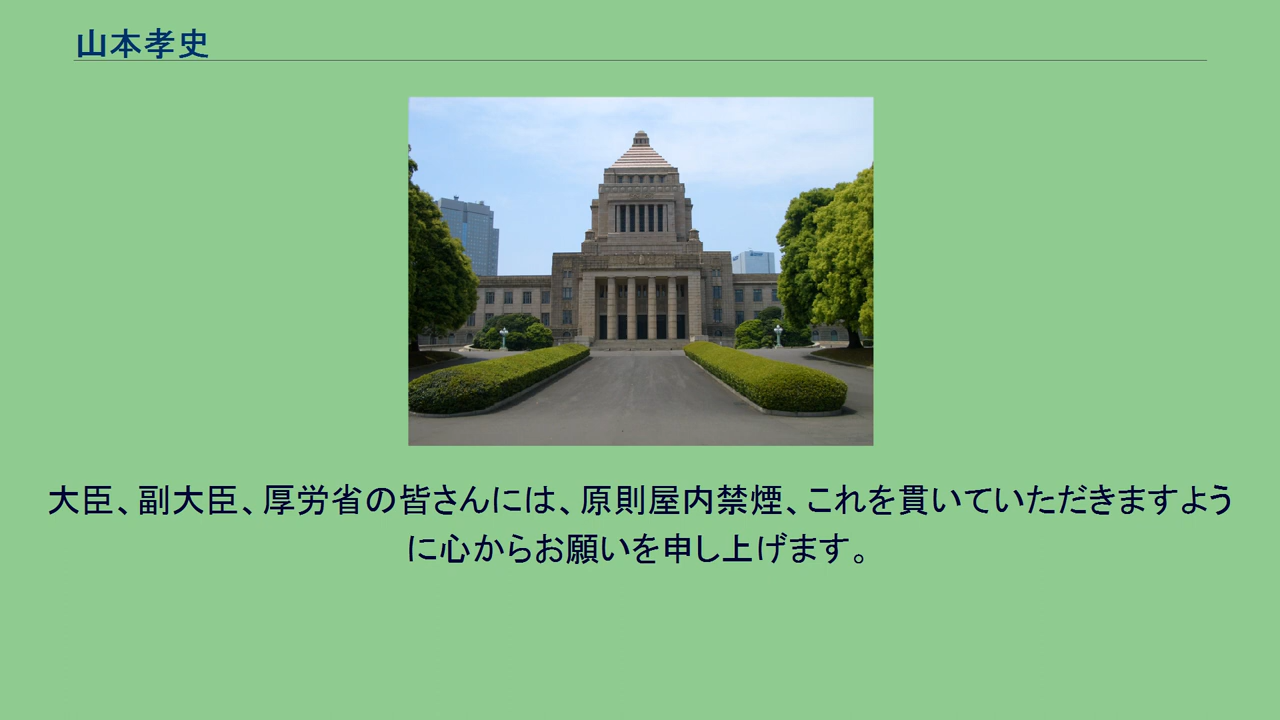 山本孝史
大臣、副大臣、厚労省の皆さんには、原則屋内禁煙、これを貫いていただきますよう
に心からお願いを申し上げます。